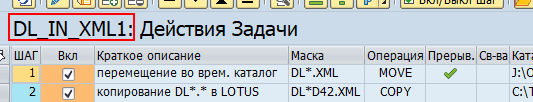 Вкл/Выкл Шаг
DL_IN_XML1: Действия Задачи
ШАГ Вкл Краткое описание Маска Операция Прерыв. Св-ва Ката
1 перемещение во врем. каталог DL*.XML MOVE J:\O
2 копирование DL*.* в LOTUS DL*D42.XML COPY C:\T